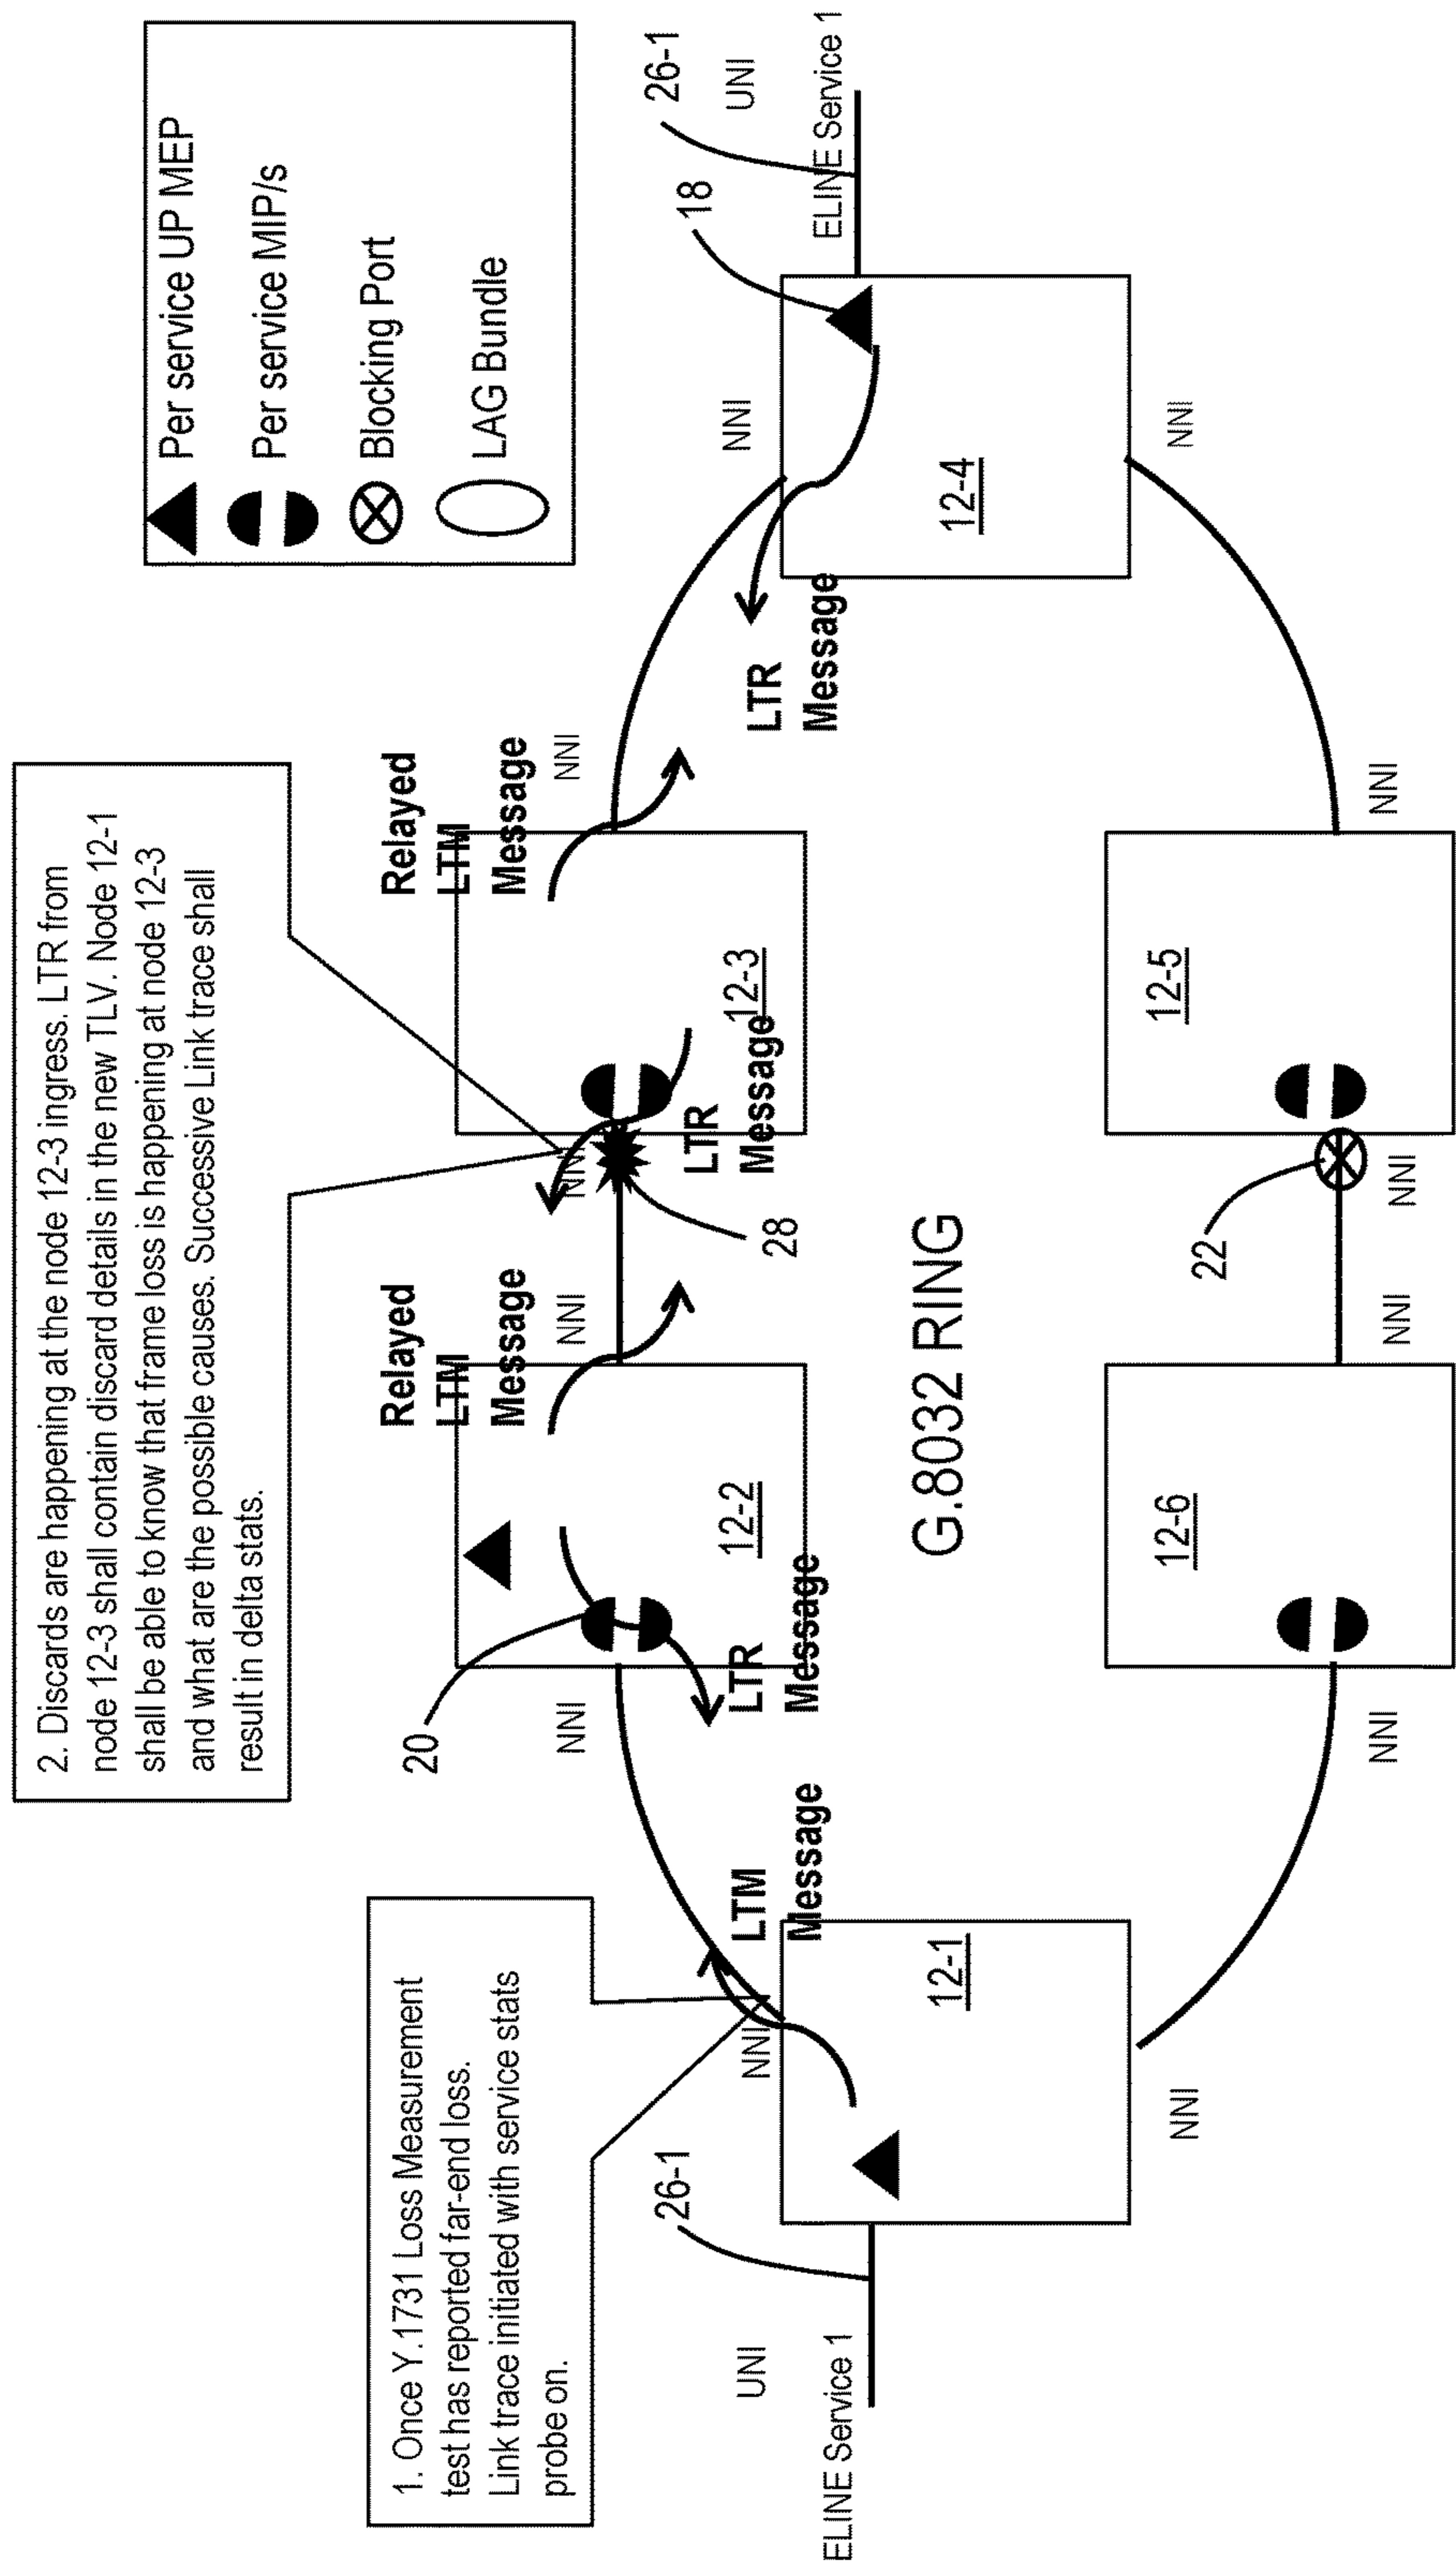 2. Discards are happening at the node 12-3 ingress. LTR from
node 12-3 shall contain discard details in the new TLV. Node 12-1
shall be able to know that frame loss is happening at node 12-3
and what are the possible causes. Successive Link trace shall
result in delta stats.
1. Once Y.1731 Loss Measurement
test has reported far-end loss.
Link trace initiated with service stats
probe on.
Per service UP MEP
Per service MIP/s
Blocking Port
LAG Bundle
20
NNI
Relayed
LTM
Message
NNI
NNI
Relayed
LTM
Message
NNI
12-2
LTR
Message
28
12-3
LTR
Message
LTM
Message
NNI
LTR
Message
NNI
18
26-1
UNI
ELINE Service 1
26-1
UNI
ELINE Service 1
12-1
NNI
12-4
NNI
G.8032 RING
12-6
NNI
NNI
22
12-5
NNI
NNI